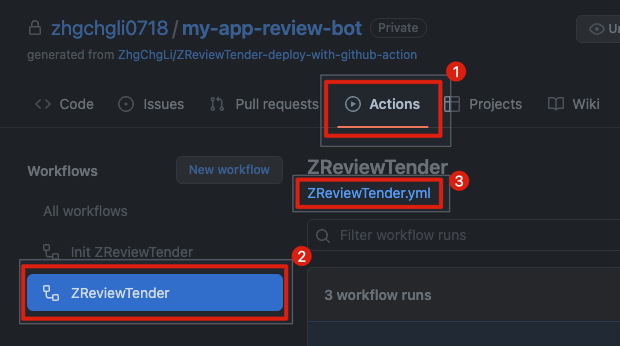 zhgchgli0718 / my-app-review-bot Private
generated from ZhgChgLi/ZReviewTender-deploy-with-github-action
1
Code Issues Pull requests Actions Projects Wiki
Workflows New workflow
All workflows
Init ZReviewTender
2
ZReviewTender
ZReviewTender
3
ZReviewTender.yml
Filter workflow runs
3 workflow runs